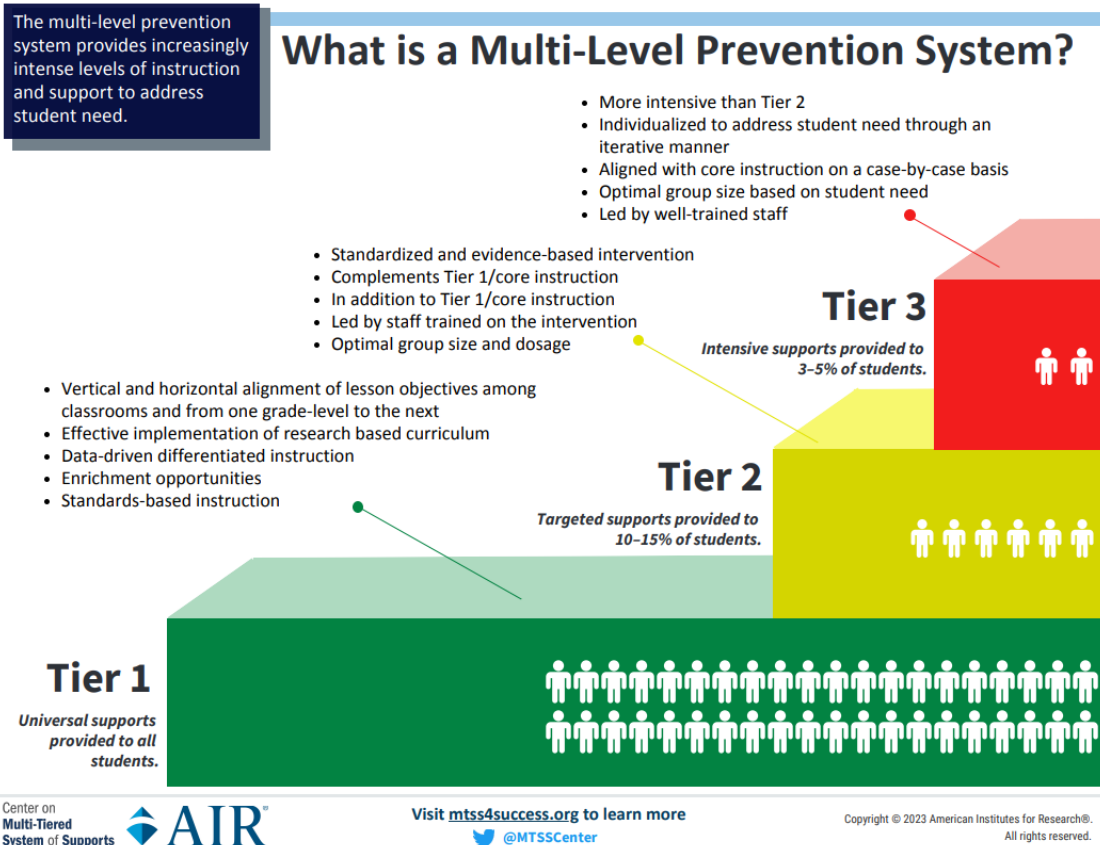 The multi-level prevention
system provides increasingly
intense levels of instruction
and support to address
student need.
What is a Multi-Level Prevention System?
• More intensive than Tier 2
• Individualized to address student need through an
iterative manner
• Aligned with core instruction on a case-by-case basis
• Optimal group size based on student need
• Led by well-trained staff
• Standardized and evidence-based intervention
• Complements Tier 1/core instruction
• In addition to Tier 1/core instruction
• Led by staff trained on the intervention
• Optimal group size and dosage
Tier 3
Intensive supports provided to
3–5% of students.
• Vertical and horizontal alignment of lesson objectives among
classrooms and from one grade-level to the next
• Effective implementation of research based curriculum
• Data-driven differentiated instruction
• Enrichment opportunities
• Standards-based instruction
Tier 2
Targeted supports provided to
10–15% of students.
Tier 1
Universal supports
provided to all
students.
Center on
Multi-Tiered
System of Supports
AIR®
Visit mtss4success.org to learn more
@MTSSCenter
Copyright © 2023 American Institutes for Research®.
All rights reserved.